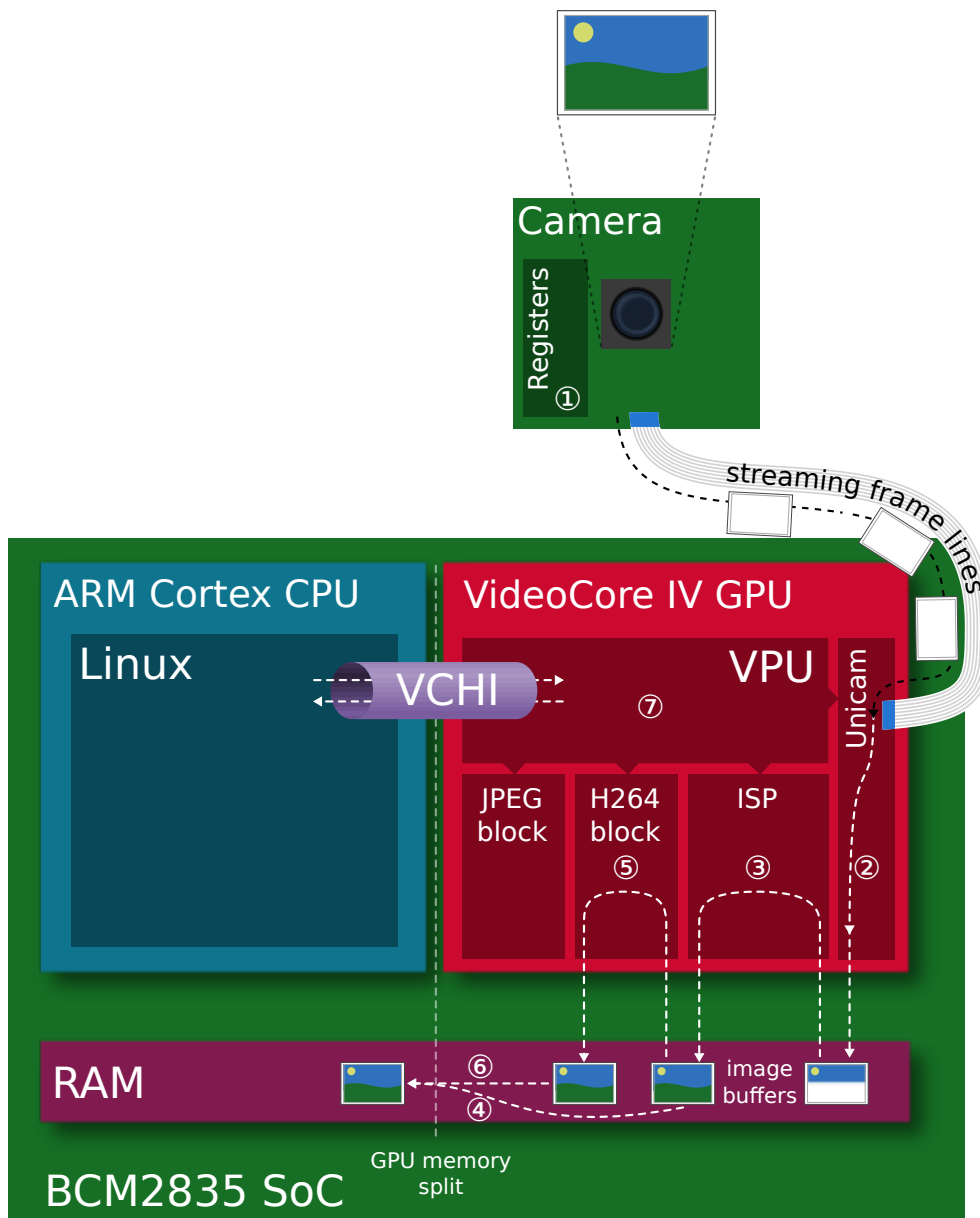 Camera
Registers
①
streaming frame lines
ARM Cortex CPU
VideoCore IV GPU
Linux
VCHI
VPU
Unicam
⑦
JPEG
block
H264
block
ISP
⑤
③
②
RAM
⑥
④
image
buffers
GPU memory
split
BCM2835 SoC